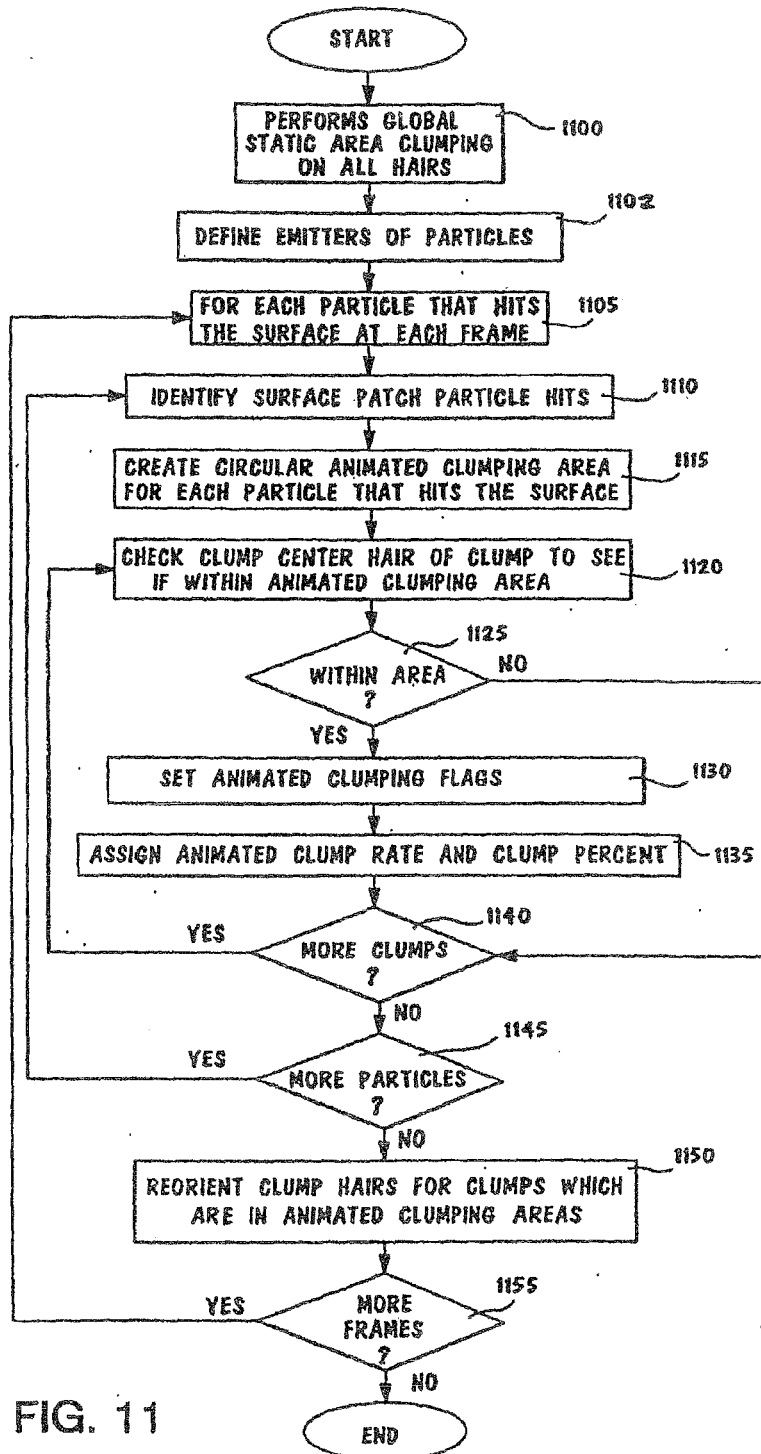 START
PERFORMS GLOBAL
STATIC AREA CLUMPING
ON ALL HAIRS
1100
DEFINE EMITTERS OF PARTICLES
1102
FOR EACH PARTICLE THAT HITS
THE SURFACE AT EACH FRAME
1105
IDENTIFY SURFACE PATCH PARTICLE HITS
1110
CREATE CIRCULAR ANIMATED CLUMPING AREA
FOR EACH PARTICLE THAT HITS THE SURFACE
1115
CHECK CLUMP CENTER HAIR OF CLUMP TO SEE
IF WITHIN ANIMATED CLUMPING AREA
1120
1125
WITHIN AREA
?
NO
YES
SET ANIMATED CLUMPING FLAGS
1130
ASSIGN ANIMATED CLUMP RATE AND CLUMP PERCENT
1135
1140
YES
MORE CLUMPS
?
NO
1145
YES
MORE PARTICLES
?
NO
1150
REORIENT CLUMP HAIRS FOR CLUMPS WHICH
ARE IN ANIMATED CLUMPING AREAS
YES
MORE
FRAMES
?
1155
NO
END
FIG. 11